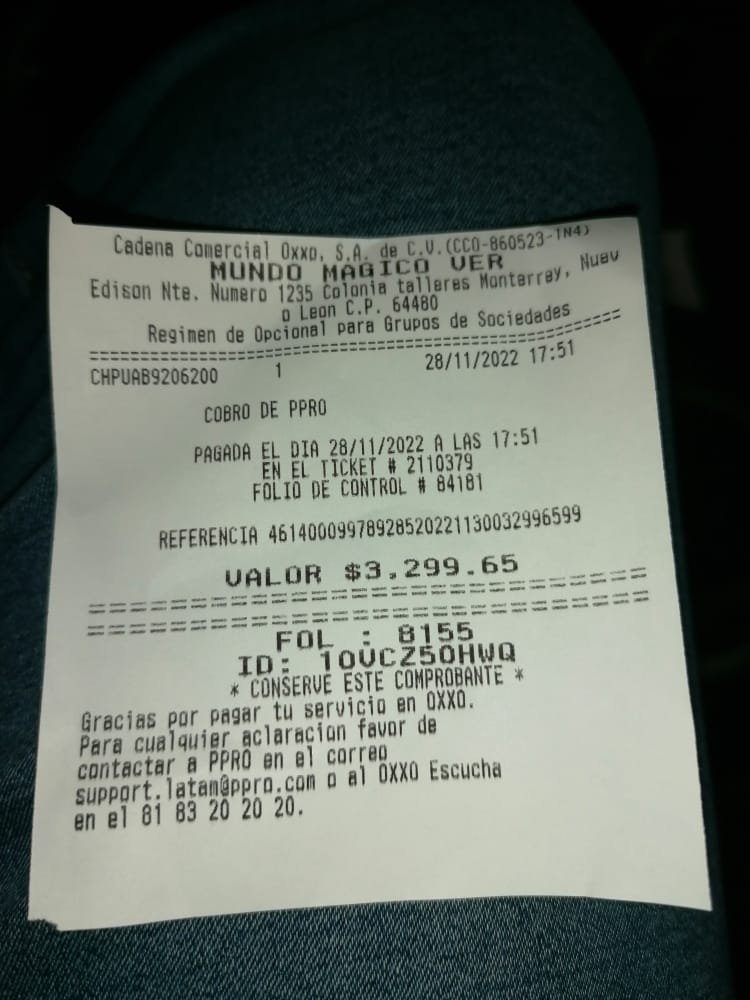 Cadena Comercial Oxxo, S.A. de C.V.(CCO-860523-1N4)
MUNDO MAGICO VER
Edison Nte. Numero 1235 Colonia talleres Monterrey, Nuev
o Leon C.P. 64480
Regimen de Opcional para Grupos de Sociedades
CHPUAB9206200 1 28/11/2022 17:51
COBRO DE PPRO
PAGADA EL DIA 28/11/2022 A LAS 17:51
EN EL TICKET # 2110379
FOLIO DE CONTROL # 84181
REFERENCIA 46140009978928520221130032996599
VALOR $3,299.65
FOL : 8155
ID: 10VCZ5OHWQ
* CONSERVE ESTE COMPROBANTE *
Gracias por pagar tu servicio en OXXO.
Para cualquier aclaracion favor de
contactar a PPRO en el correo
support.latam@ppro.com o al OXXO Escucha
en el 81 83 20 20 20.